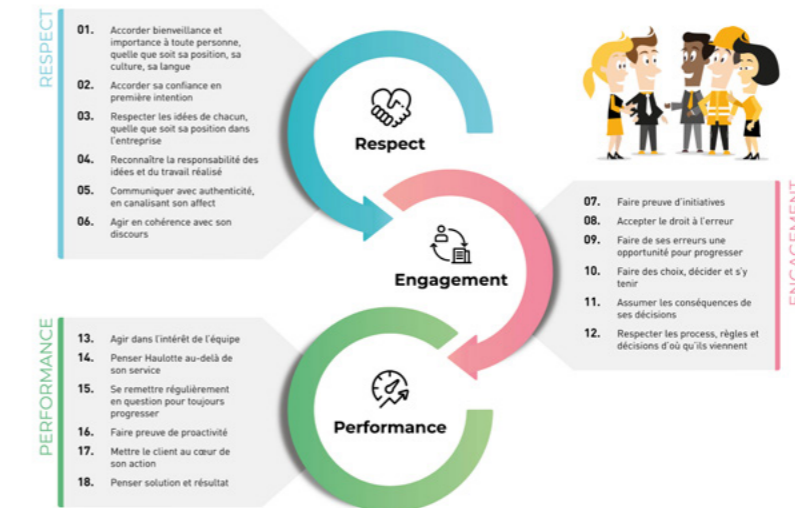 RESPECT
01. Accorder bienveillance et
importance à toute personne,
quelle que soit sa position, sa
culture, sa langue
02. Accorder sa confiance en
première intention
03. Respecter les idées de chacun,
quelle que soit sa position dans
l'entreprise
04. Reconnaître la responsabilité des
idées et du travail réalisé
05. Communiquer avec authenticité,
en canalisant son affect
06. Agir en cohérence avec son
discours
Respect
ENGAGEMENT
07. Faire preuve d'initiatives
08. Accepter le droit à l'erreur
09. Faire de ses erreurs une
opportunité pour progresser
10. Faire des choix, décider et s'y
tenir
11. Assumer les conséquences de
ses décisions
12. Respecter les process, règles et
décisions d'où qu'ils viennent
Engagement
PERFORMANCE
13. Agir dans l'intérêt de l'équipe
14. Penser Haulotte au-delà de
son service
15. Se remettre régulièrement
en question pour toujours
progresser
16. Faire preuve de proactivité
17. Mettre le client au cœur de
son action
18. Penser solution et résultat
Performance